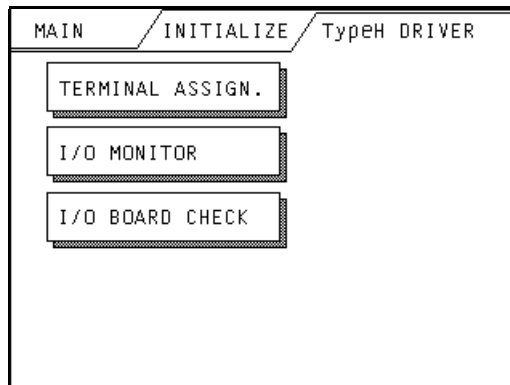 MAIN INITIALIZE TypeH DRIVER
TERMINAL ASSIGN.
I/O MONITOR
I/O BOARD CHECK